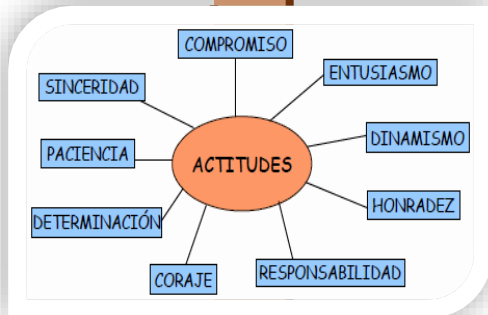 COMPROMISO
ENTUSIASMO
SINCERIDAD
DINAMISMO
PACIENCIA
ACTITUDES
HONRADEZ
DETERMINACIÓN
RESPONSABILIDAD
CORAJE